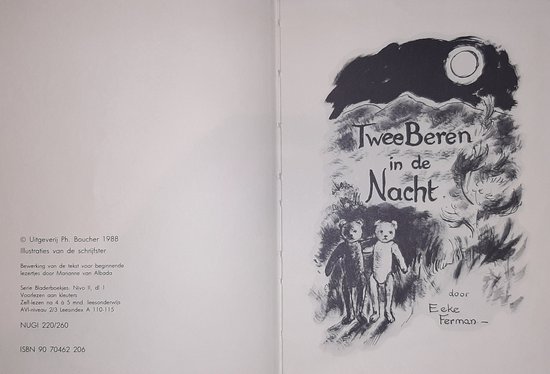 © Uitgeverij Ph. Boucher 1988
Illustraties van de schrijfster
Bewerking van de tekst voor beginnende
lezertjes door Marianne van Albada
Serie Bladerboekjes. Nivo II, dl 1
Voorlezen aan kleuters
Zelf-lezen na 4 à 5 mnd. leesonderwijs
AVI-niveau 2/3 Leesindex A 110-115
NUGI 220/260
ISBN 90 70462 206
Twee Beren
in de
Nacht
door
Eeke
Ferman